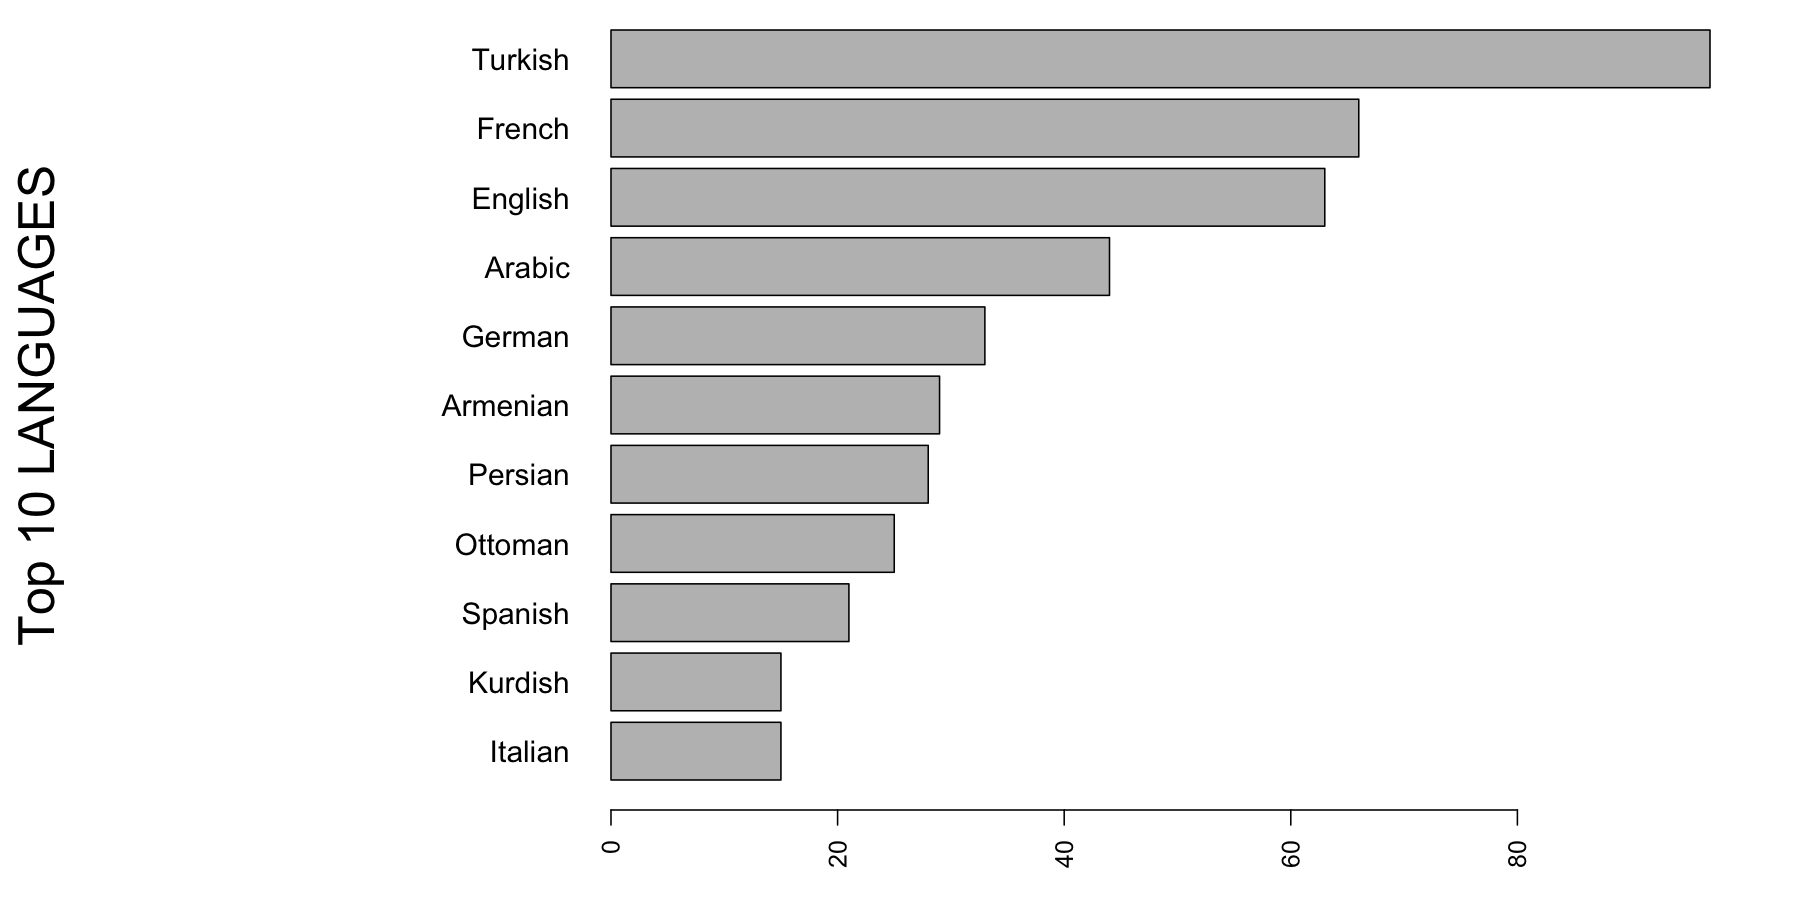 Top 10 LANGUAGES
Turkish
French
English
Arabic
German
Armenian
Persian
Ottoman
Spanish
Kurdish
Italian
0 20 40 60 80